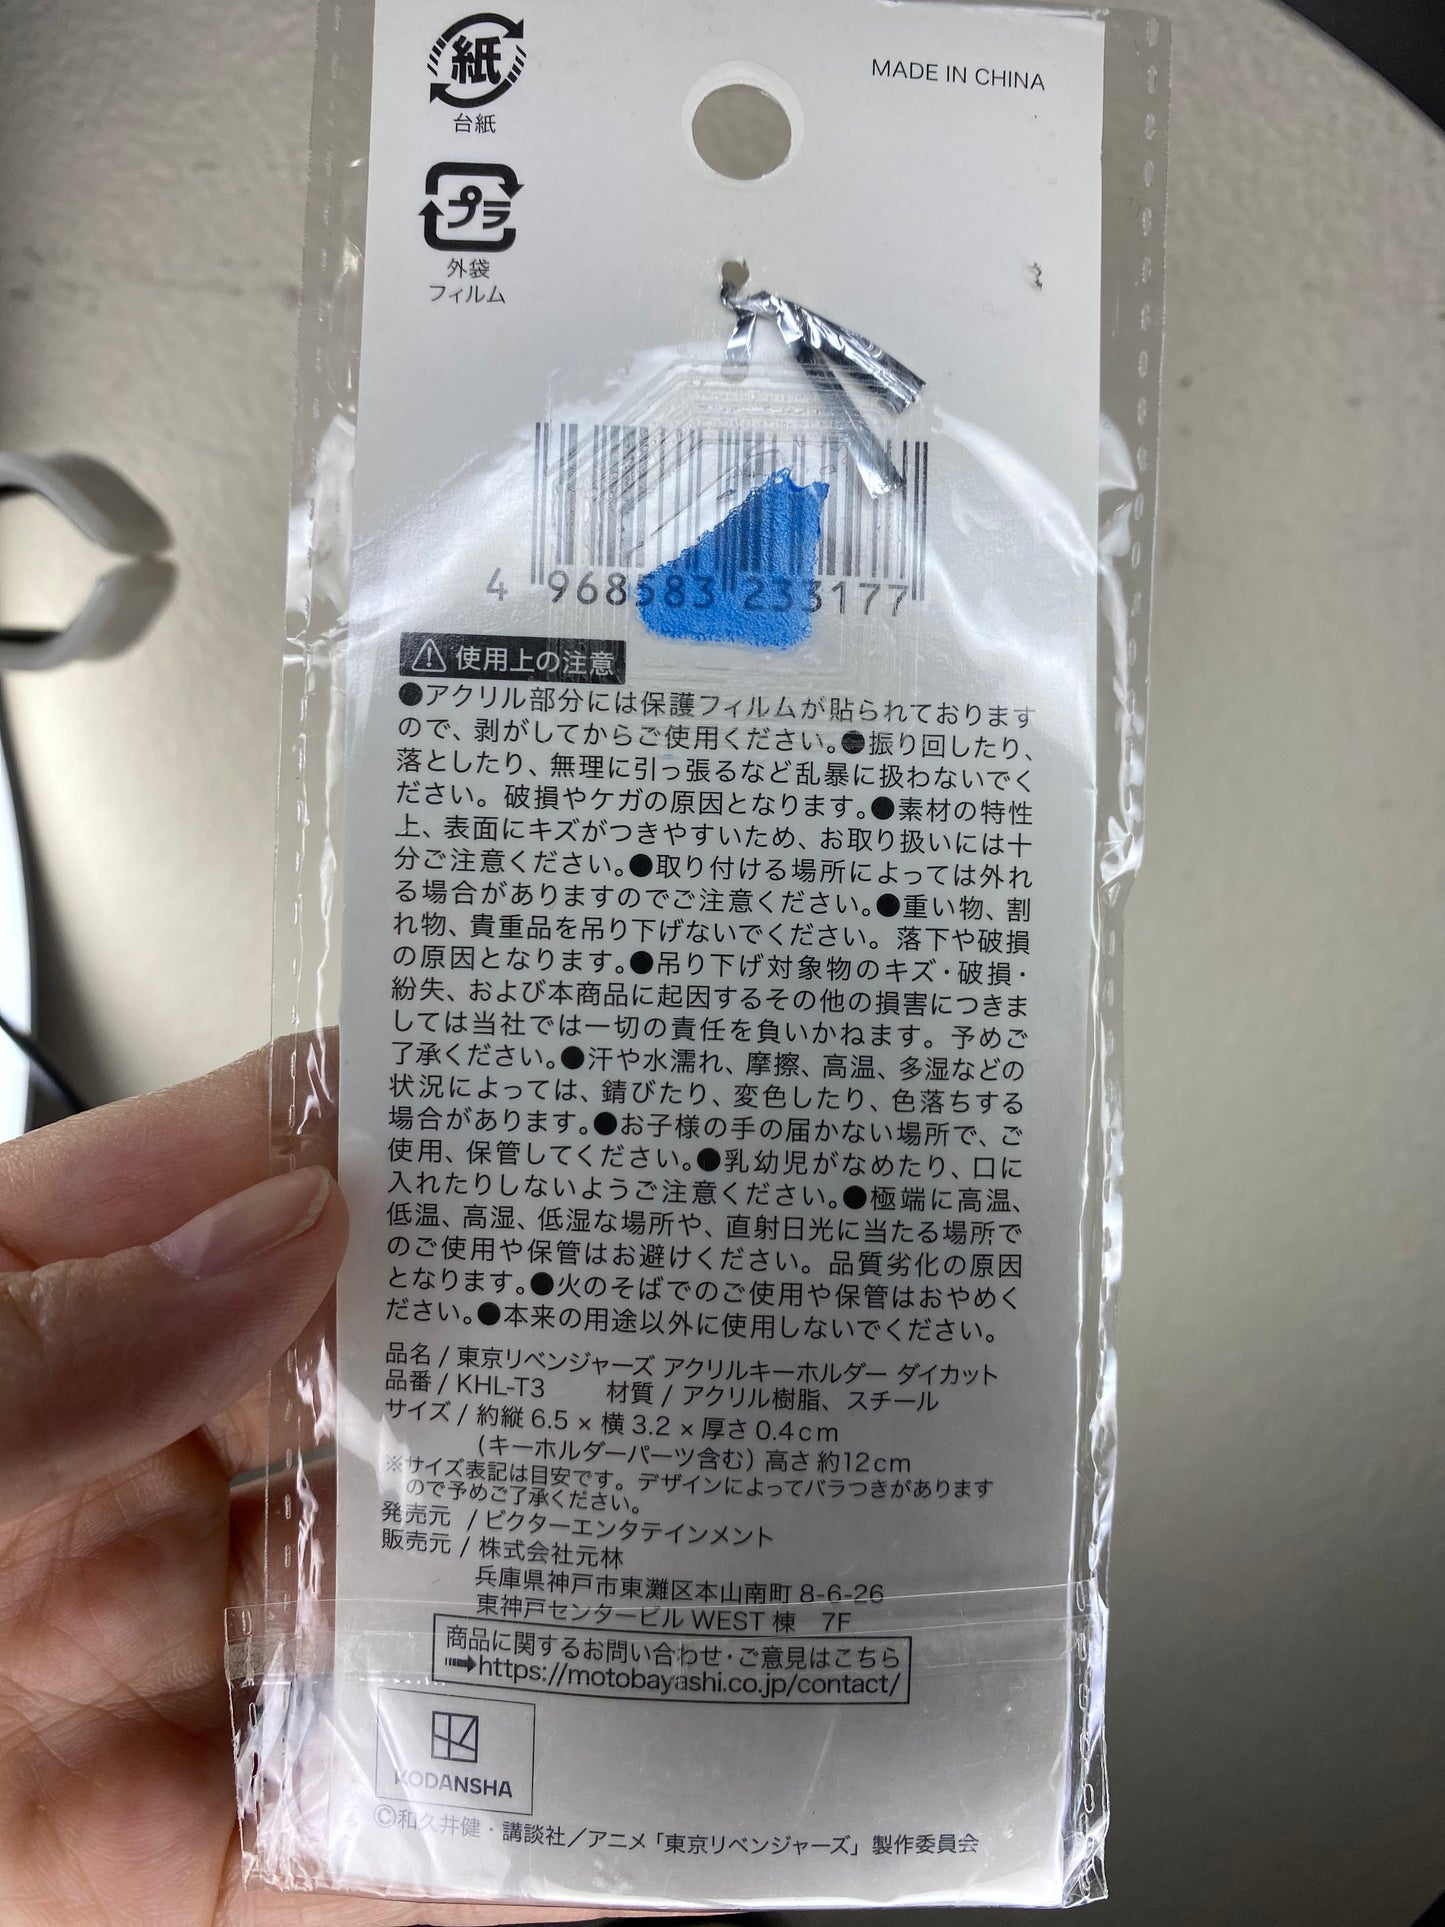 紙
台紙
MADE IN CHINA
プラ
外袋
フィルム
4 968583 233177
使用上の注意
●アクリル部分には保護フィルムが貼られております
ので、剥がしてからご使用ください。●振り回したり、
落としたり、無理に引っ張るなど乱暴に扱わないでく
ださい。破損やケガの原因となります。●素材の特性
上、表面にキズがつきやすいため、お取り扱いには十
分ご注意ください。●取り付ける場所によっては外れ
る場合がありますのでご注意ください。●重い物、割
れ物、貴重品を吊り下げないでください。落下や破損
の原因となります。●吊り下げ対象物のキズ・破損・
紛失、および本商品に起因するその他の損害につきま
しては当社では一切の責任を負いかねます。予めご
了承ください。●汗や水濡れ、摩擦、高温、多湿などの
状況によっては、錆びたり、変色したり、色落ちする
場合があります。●お子様の手の届かない場所で、ご
使用、保管してください。●乳幼児がなめたり、口に
入れたりしないようご注意ください。●極端に高温、
低温、高湿、低湿な場所や、直射日光に当たる場所で
のご使用や保管はお避けください。品質劣化の原因
となります。●火のそばでのご使用や保管はおやめく
ださい。●本来の用途以外に使用しないでください。
品名 / 東京リベンジャーズ アクリルキーホルダー ダイカット
品番 / KHL-T3 材質 / アクリル樹脂、スチール
サイズ / 約縦 6.5 × 横 3.2 × 厚さ 0.4cm
(キーホルダーパーツ含む) 高さ 約12cm
※サイズ表記は目安です。デザインによってバラつきがあります
ので予めご了承ください。
発売元 / ビクターエンタテインメント
販売元 / 株式会社元林
兵庫県神戸市東灘区本山南町 8-6-26
東神戸センタービル WEST 棟 7F
商品に関するお問い合わせ・ご意見はこちら
➡https://motobayashi.co.jp/contact/
KODANSHA
©和久井健・講談社／アニメ「東京リベンジャーズ」製作委員会